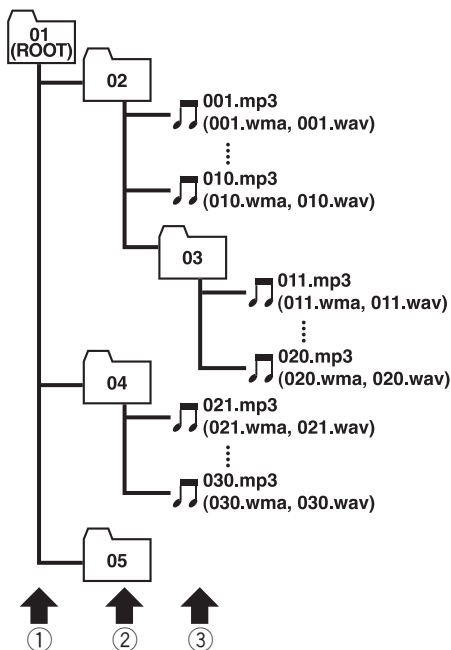 01
(ROOT)
02
001.mp3
(001.wma, 001.wav)
010.mp3
(010.wma, 010.wav)
03
011.mp3
(011.wma, 011.wav)
020.mp3
(020.wma, 020.wav)
04
021.mp3
(021.wma, 021.wav)
030.mp3
(030.wma, 030.wav)
05
① ② ③